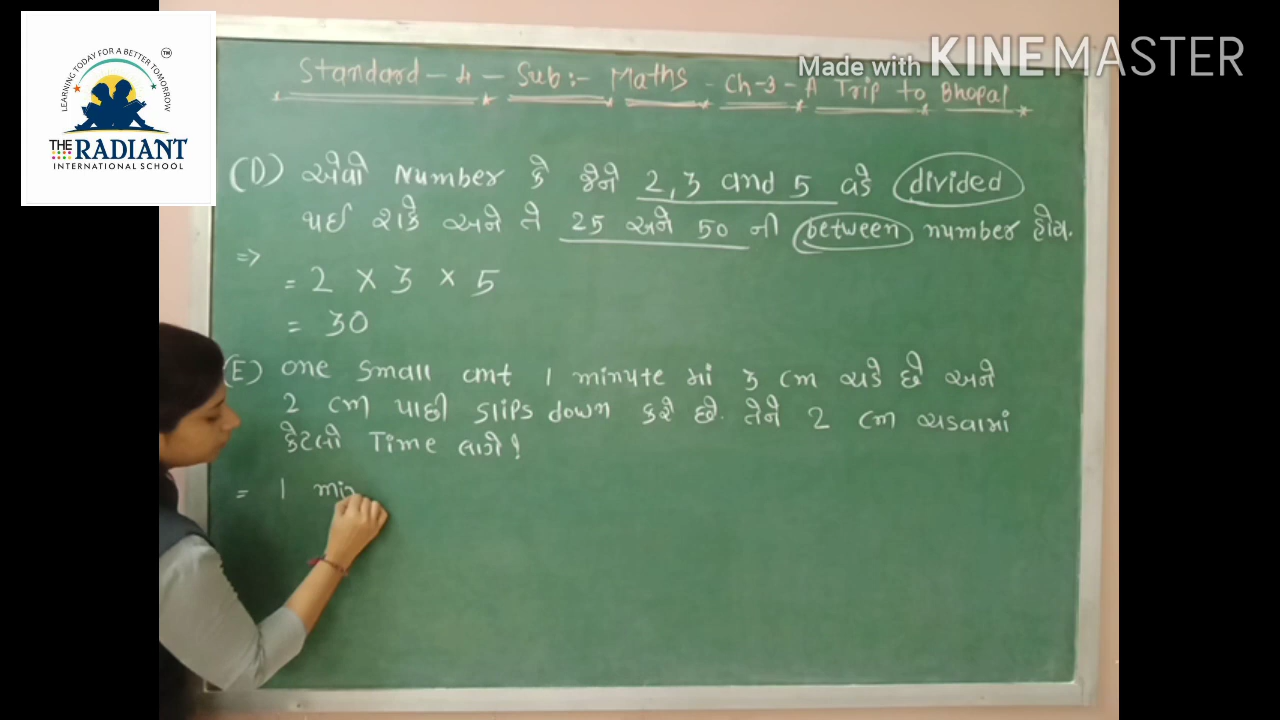 LEARNING TODAY FOR A BETTER TOMORROW
TM
THE RADIANT
INTERNATIONAL SCHOOL
Made with KINEMASTER
Standard - 4 - Sub:- Maths - Ch-3 - A Trip to Bhopal
(D) એવો Number કે જેને 2,3 and 5 વડે divided
થઈ શકે અને તે 25 અને 50 ની between number હોય.
=>
= 2 × 3 × 5
= 30
(E) one small ant 1 minute માં 3 cm ચડે છે અને
2 cm પાછી slips down કરે છે. તેને 2 cm ચડવામાં
કેટલો Time લાગે?
= 1 min